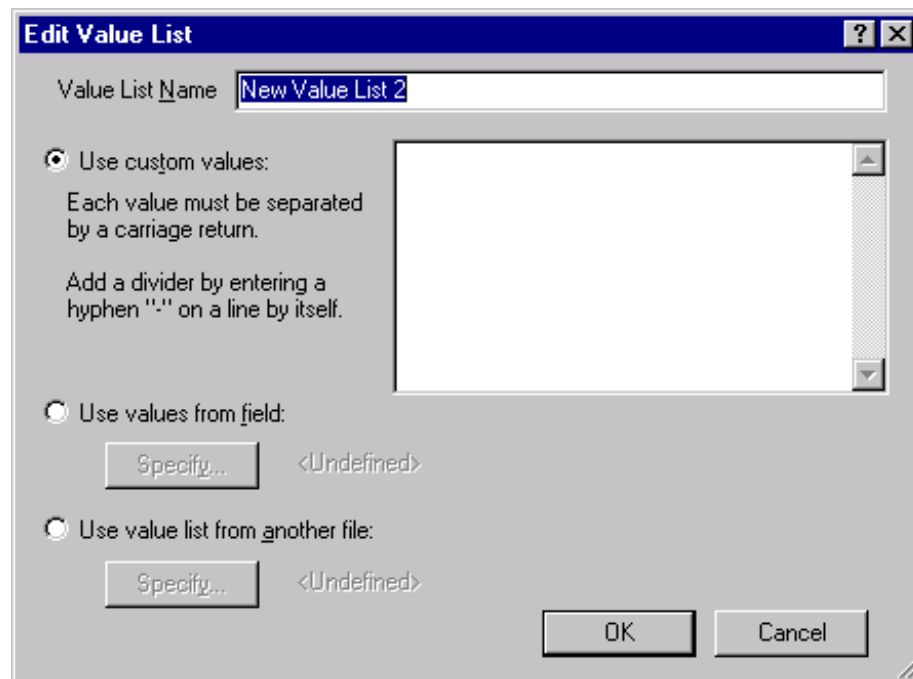 Edit Value List
Value List Name New Value List 2
Use custom values:
Each value must be separated
by a carriage return.
Add a divider by entering a
hyphen "-" on a line by itself.
Use values from field:
Specify... <Undefined>
Use value list from another file:
Specify... <Undefined>
OK Cancel